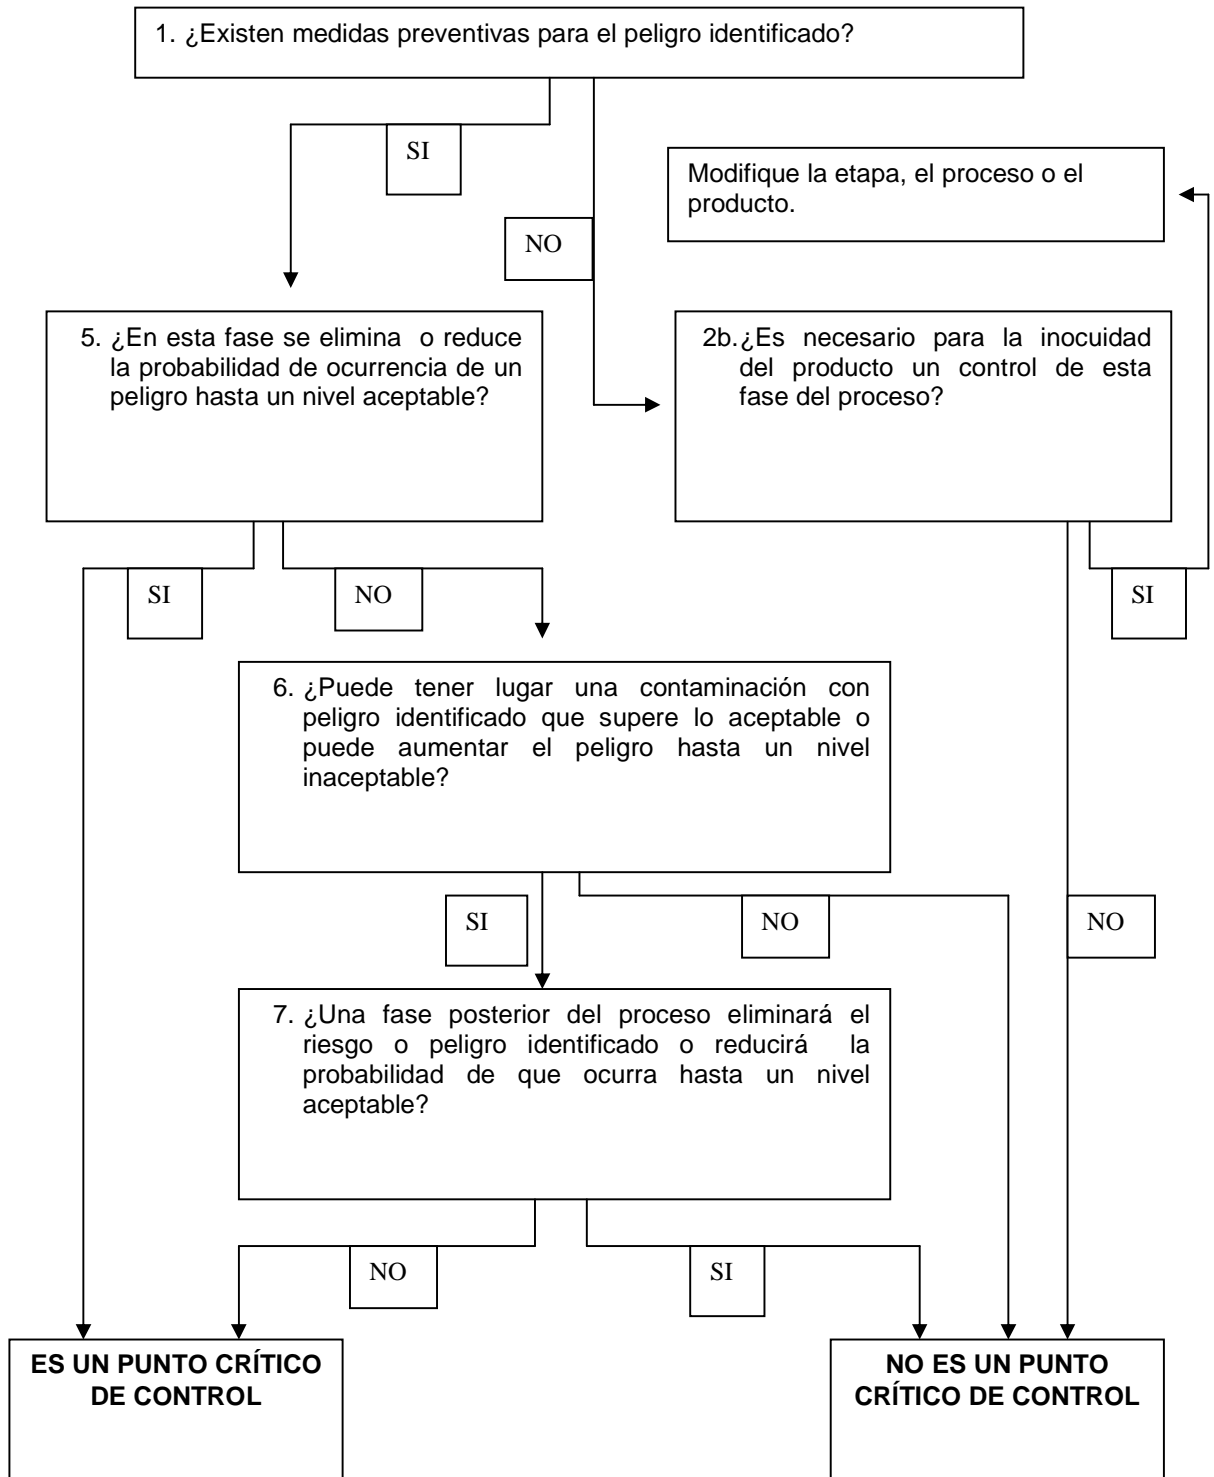 1. ¿Existen medidas preventivas para el peligro identificado?
SI
Modifique la etapa, el proceso o el
producto.
NO
5. ¿En esta fase se elimina o reduce
la probabilidad de ocurrencia de un
peligro hasta un nivel aceptable?
2b.¿Es necesario para la inocuidad
del producto un control de esta
fase del proceso?
SI
NO
SI
6. ¿Puede tener lugar una contaminación con
peligro identificado que supere lo aceptable o
puede aumentar el peligro hasta un nivel
inaceptable?
SI
NO
NO
7. ¿Una fase posterior del proceso eliminará el
riesgo o peligro identificado o reducirá la
probabilidad de que ocurra hasta un nivel
aceptable?
NO
SI
ES UN PUNTO CRÍTICO
DE CONTROL
NO ES UN PUNTO
CRÍTICO DE CONTROL